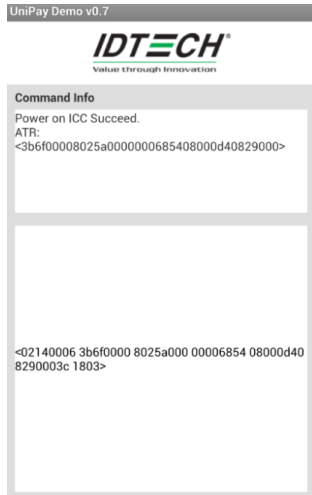 UniPay Demo v0.7
IDTECH®
Value through Innovation
Command Info
Power on ICC Succeed.
ATR:
<3b6f00008025a0000000685408000d40829000>
<02140006 3b6f0000 8025a000 00006854 08000d40
8290003c 1803>